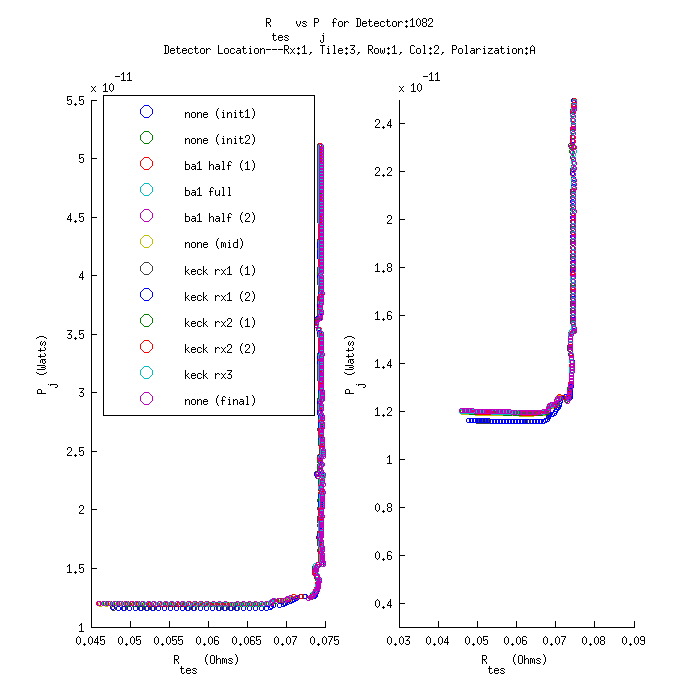 R_tes vs P_j for Detector:1082
Detector Location---Rx:1, Tile:3, Row:1, Col:2, Polarization:A
x 10^-11
5.5
5
4.5
4
3.5
3
2.5
2
1.5
1
P_j (Watts)
none (init1)
none (init2)
ba1 half (1)
ba1 full
ba1 half (2)
none (mid)
keck rx1 (1)
keck rx1 (2)
keck rx2 (1)
keck rx2 (2)
keck rx3
none (final)
0.045 0.05 0.055 0.06 0.065 0.07 0.075
R_tes (Ohms)
x 10^-11
2.4
2.2
2
1.8
1.6
1.4
1.2
1
0.8
0.6
0.4
P_j (Watts)
0.03 0.04 0.05 0.06 0.07 0.08 0.09
R_tes (Ohms)